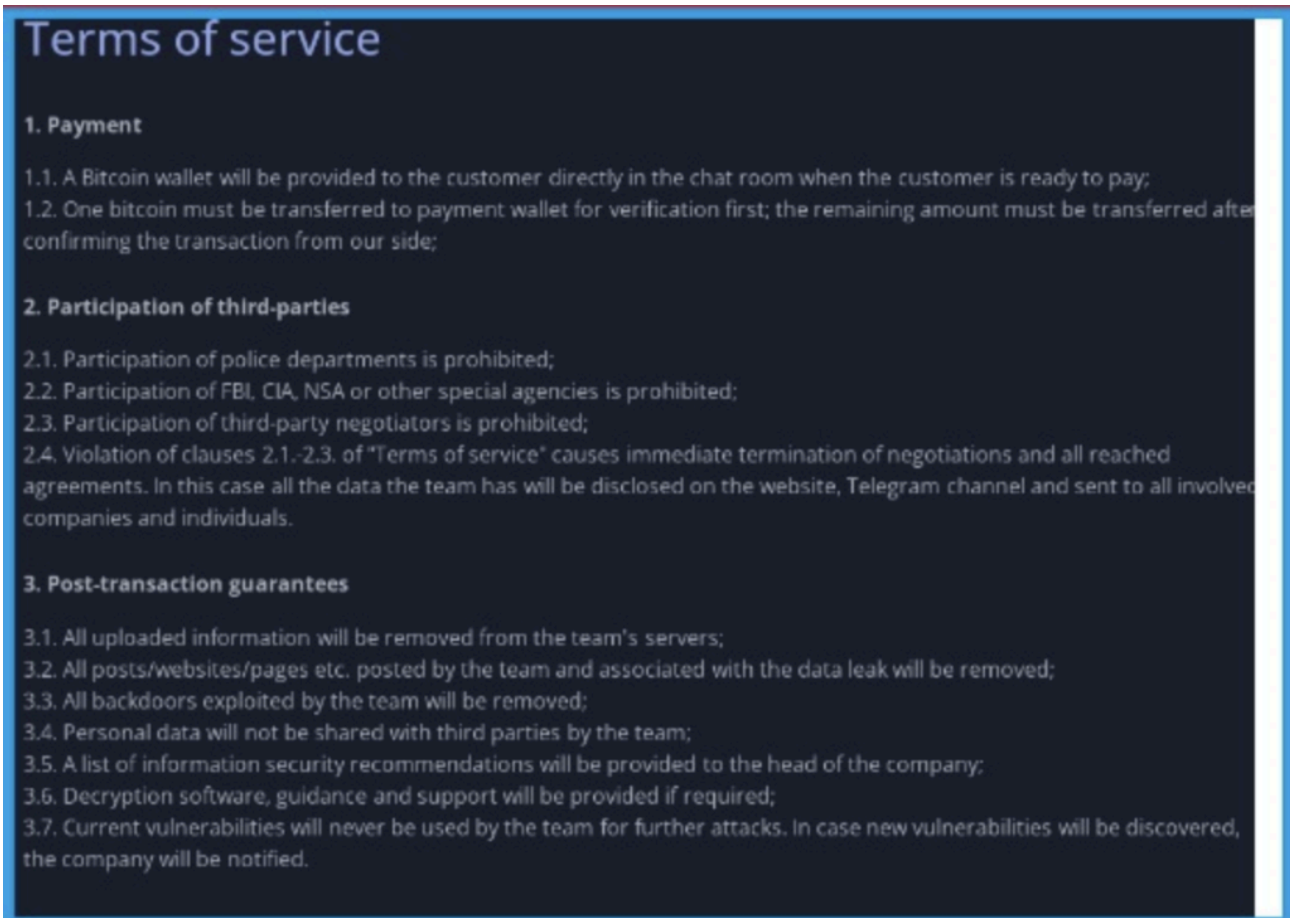 Terms of service
1. Payment
1.1. A Bitcoin wallet will be provided to the customer directly in the chat room when the customer is ready to pay;
1.2. One bitcoin must be transferred to payment wallet for verification first; the remaining amount must be transferred after
confirming the transaction from our side;
2. Participation of third-parties
2.1. Participation of police departments is prohibited;
2.2. Participation of FBI, CIA, NSA or other special agencies is prohibited;
2.3. Participation of third-party negotiators is prohibited;
2.4. Violation of clauses 2.1.-2.3. of "Terms of service" causes immediate termination of negotiations and all reached
agreements. In this case all the data the team has will be disclosed on the website, Telegram channel and sent to all involved
companies and individuals.
3. Post-transaction guarantees
3.1. All uploaded information will be removed from the team's servers;
3.2. All posts/websites/pages etc. posted by the team and associated with the data leak will be removed;
3.3. All backdoors exploited by the team will be removed;
3.4. Personal data will not be shared with third parties by the team;
3.5. A list of information security recommendations will be provided to the head of the company;
3.6. Decryption software, guidance and support will be provided if required;
3.7. Current vulnerabilities will never be used by the team for further attacks. In case new vulnerabilities will be discovered,
the company will be notified.